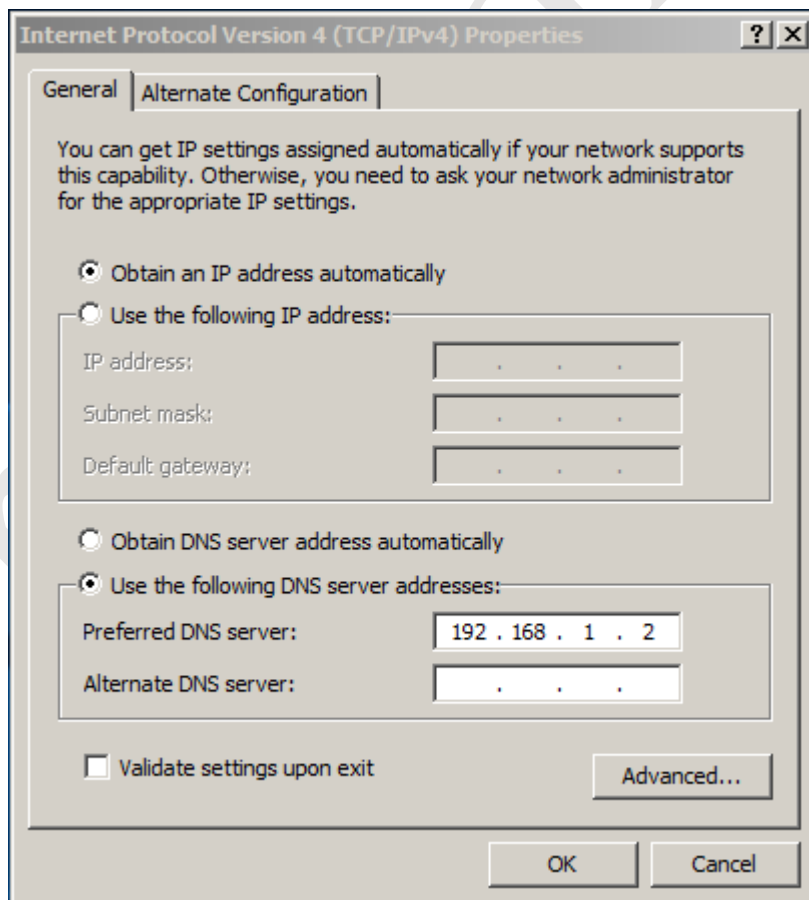 Internet Protocol Version 4 (TCP/IPv4) Properties
General
Alternate Configuration
You can get IP settings assigned automatically if your network supports
this capability. Otherwise, you need to ask your network administrator
for the appropriate IP settings.
Obtain an IP address automatically
Use the following IP address:
IP address: . . .
Subnet mask: . . .
Default gateway: . . .
Obtain DNS server address automatically
Use the following DNS server addresses:
Preferred DNS server: 192 . 168 . 1 . 2
Alternate DNS server: . . .
Validate settings upon exit
Advanced...
OK Cancel